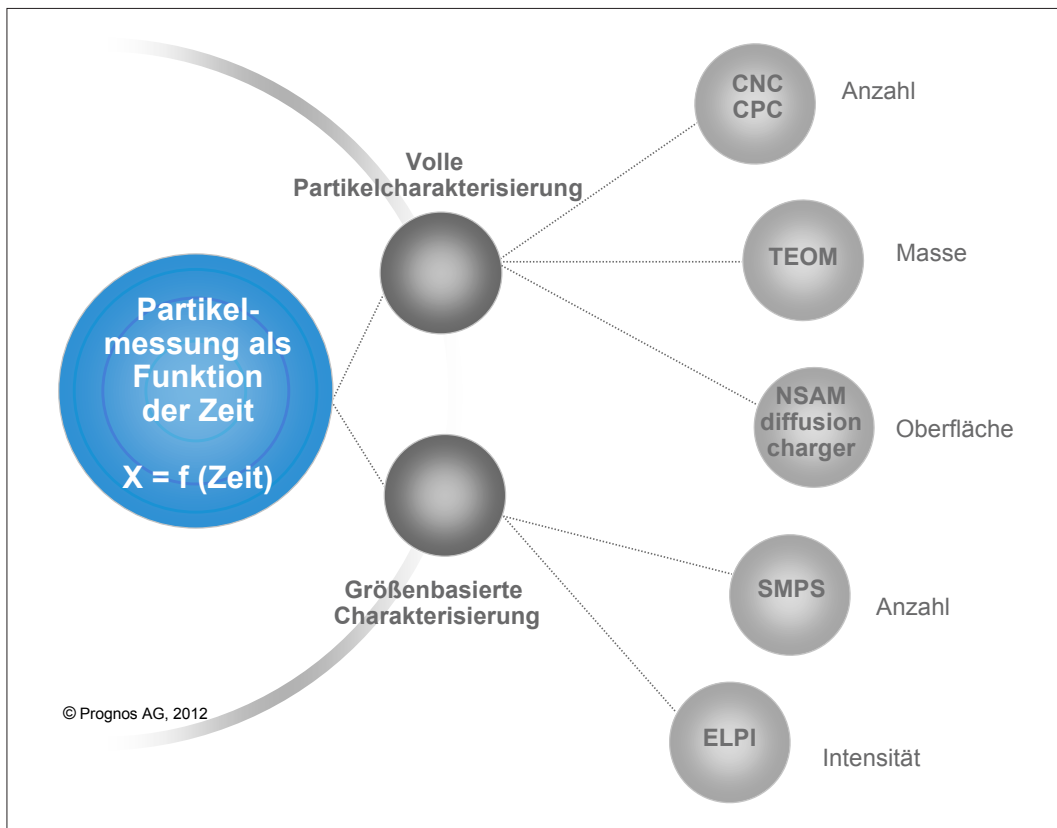 Partikel-
messung als
Funktion
der Zeit
X = f (Zeit)
Volle
Partikelcharakterisierung
CNC
CPC
Anzahl
TEOM
Masse
NSAM
diffusion
charger
Oberfläche
Größenbasierte
Charakterisierung
SMPS
Anzahl
ELPI
Intensität
© Prognos AG, 2012